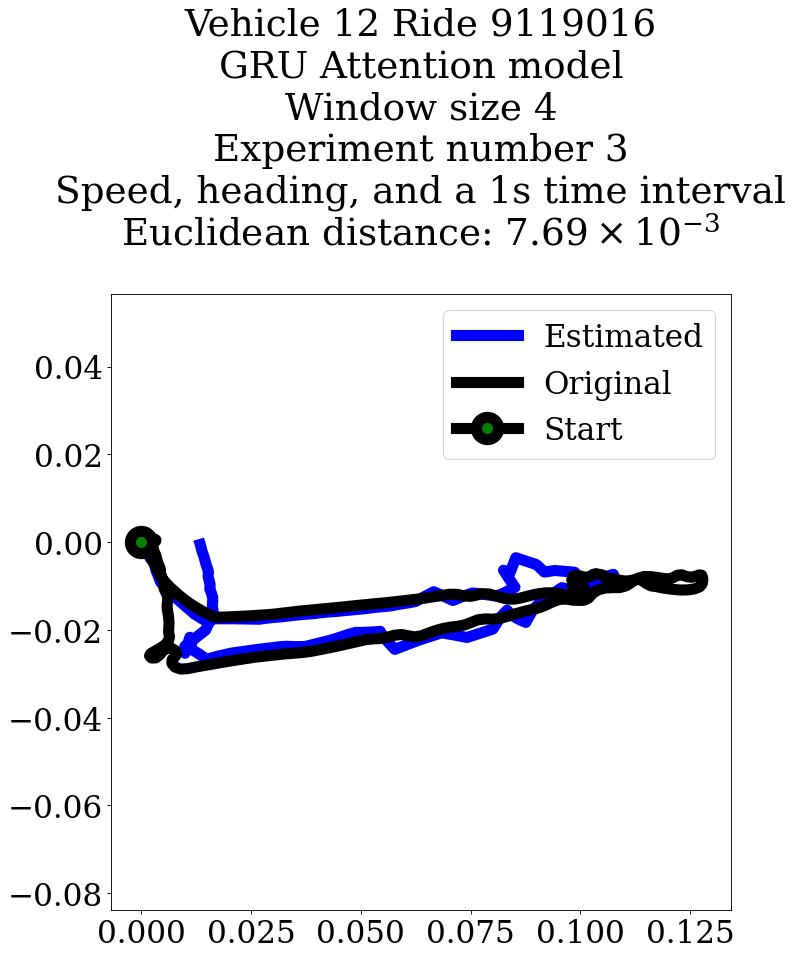 Vehicle 12 Ride 9119016
GRU Attention model
Window size 4
Experiment number 3
Speed, heading, and a 1s time interval
Euclidean distance: 7.69 × 10⁻³
Estimated
Original
Start
0.04
0.02
0.00
−0.02
−0.04
−0.06
−0.08
0.000 0.025 0.050 0.075 0.100 0.125